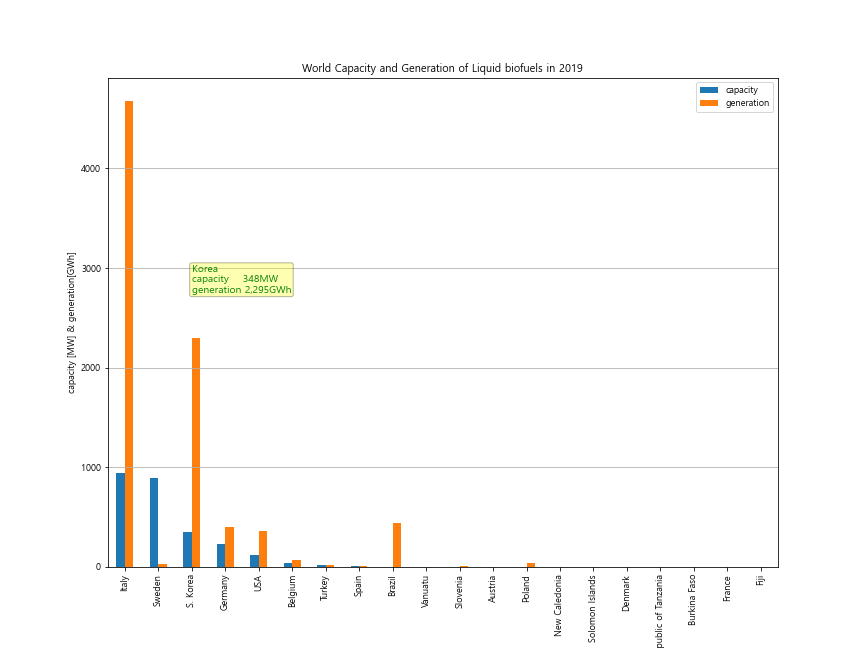 World Capacity and Generation of Liquid biofuels in 2019
capacity
generation
4000
3000
2000
1000
0
capacity [MW] & generation[GWh]
Korea
capacity 348MW
generation 2,295GWh
Italy
Sweden
S. Korea
Germany
USA
Belgium
Turkey
Spain
Brazil
Vanuatu
Slovenia
Austria
Poland
New Caledonia
Solomon Islands
Denmark
public of Tanzania
Burkina Faso
France
Fiji